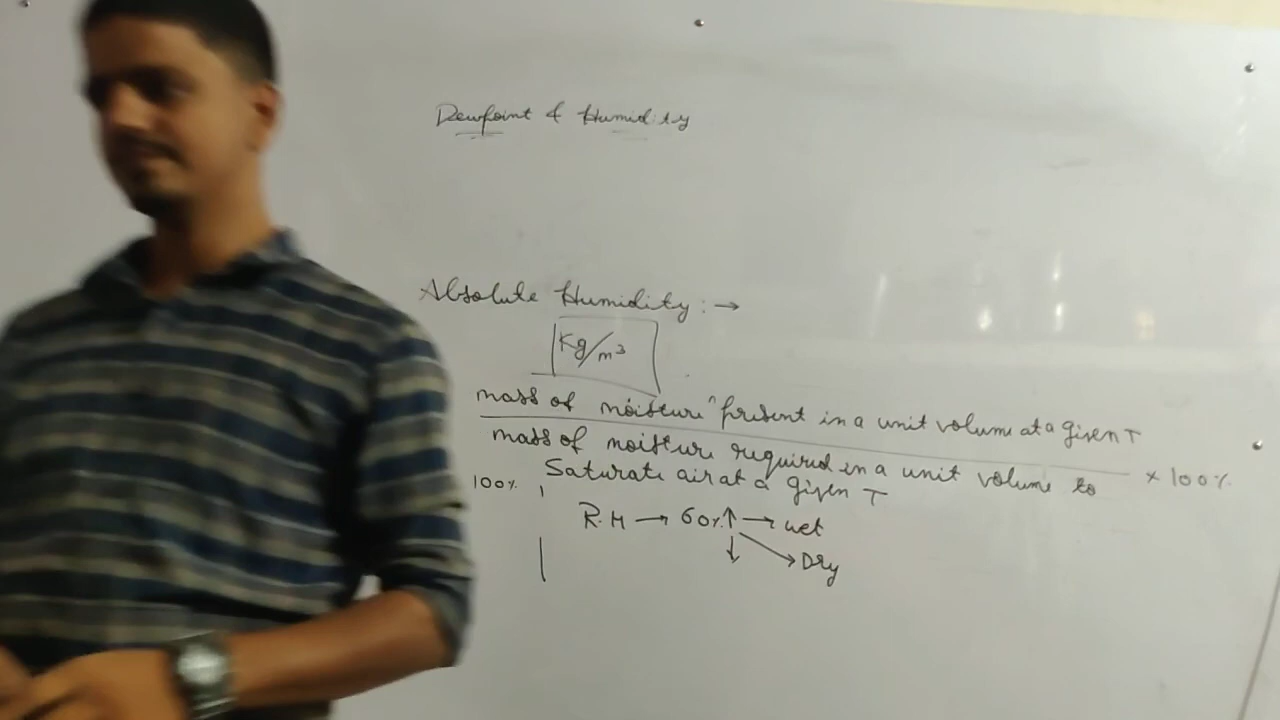 Dewpoint & Humidity
Absolute Humidity : →
Kg/m³
mass of moisture present in a unit volume at a given T
mass of moisture required in a unit volume to × 100%
Saturate air at a given T
100%
R.H → 60% ↑ → wet
↓ → Dry